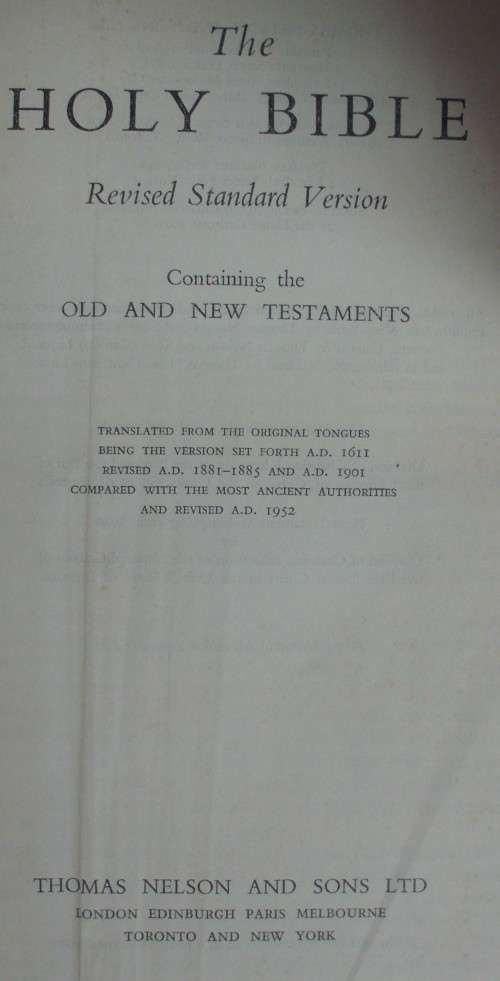 The
HOLY BIBLE
Revised Standard Version
Containing the
OLD AND NEW TESTAMENTS
TRANSLATED FROM THE ORIGINAL TONGUES
BEING THE VERSION SET FORTH A.D. 1611
REVISED A.D. 1881–1885 AND A.D. 1901
COMPARED WITH THE MOST ANCIENT AUTHORITIES
AND REVISED A.D. 1952
THOMAS NELSON AND SONS LTD
LONDON EDINBURGH PARIS MELBOURNE
TORONTO AND NEW YORK